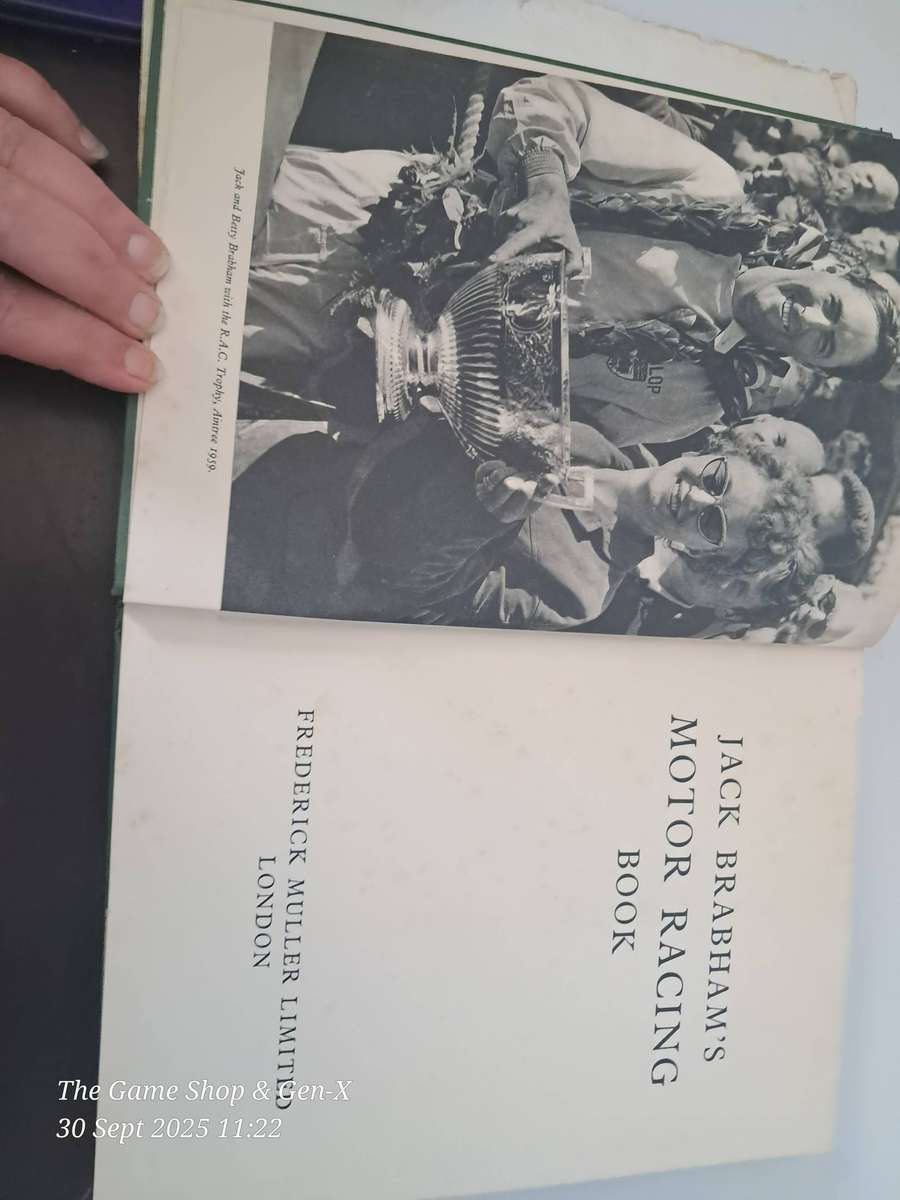 Jack and Betty Brabham with the R.A.C. Trophy, Aintree 1959.
LOP
JACK BRABHAM'S
MOTOR RACING
BOOK
FREDERICK MULLER LIMITED
LONDON
The Game Shop & Gen-X
30 Sept 2025 11:22